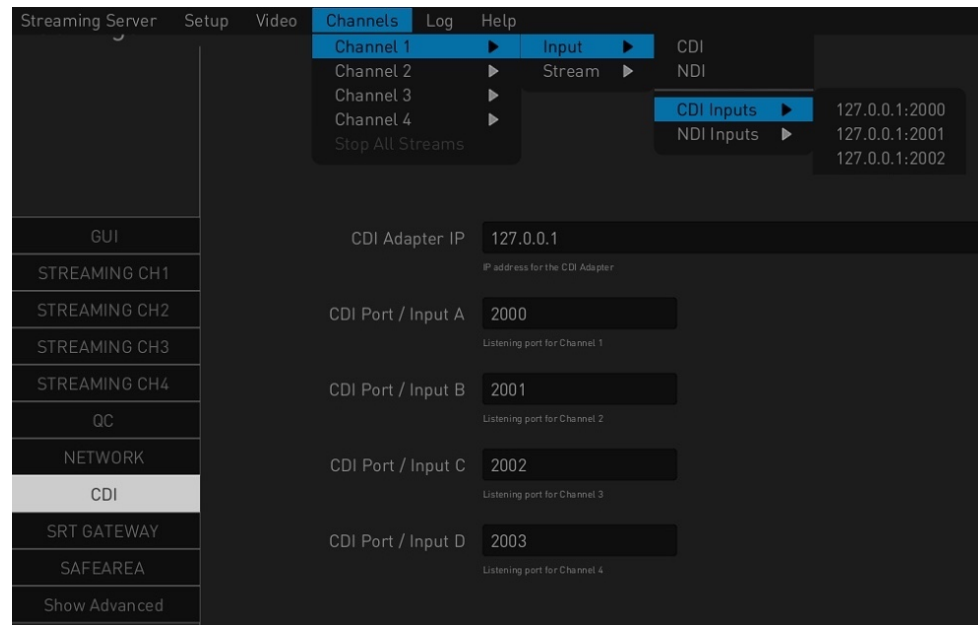 Streaming Server Setup Video Channels Log Help
Channel 1 Input CDI
Channel 2 Stream NDI
Channel 3
Channel 4 CDI Inputs 127.0.0.1:2000
Stop All Streams NDI Inputs 127.0.0.1:2001
127.0.0.1:2002
GUI
STREAMING CH1
STREAMING CH2
STREAMING CH3
STREAMING CH4
QC
NETWORK
CDI
SRT GATEWAY
SAFEAREA
Show Advanced
CDI Adapter IP 127.0.0.1
IP address for the CDI Adapter
CDI Port / Input A 2000
Listening port for Channel 1
CDI Port / Input B 2001
Listening port for Channel 2
CDI Port / Input C 2002
Listening port for Channel 3
CDI Port / Input D 2003
Listening port for Channel 4